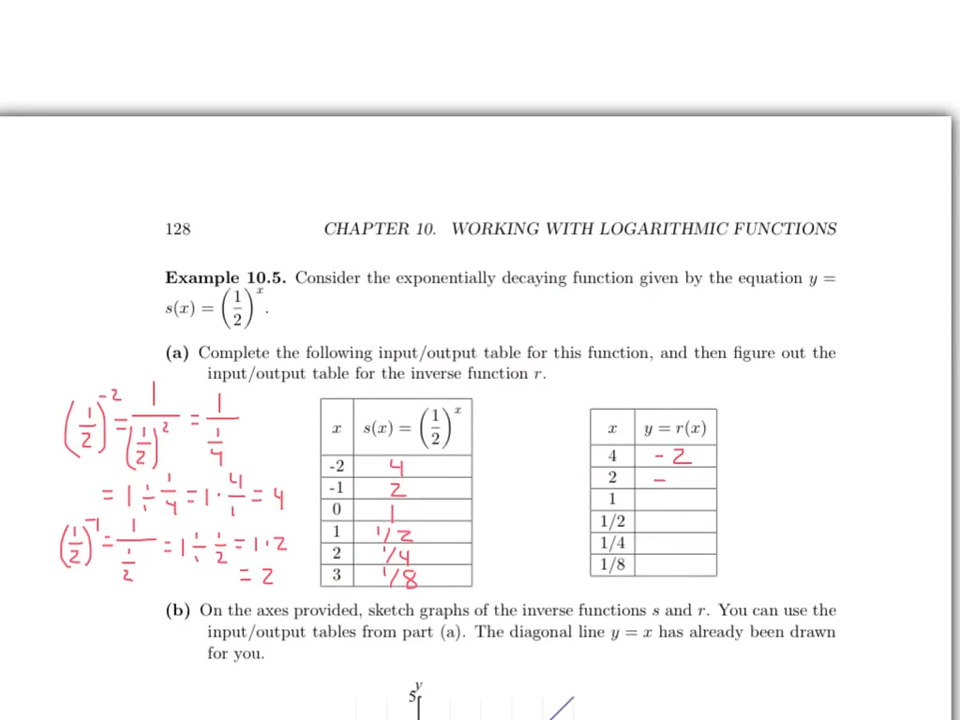 128 CHAPTER 10. WORKING WITH LOGARITHMIC FUNCTIONS
Example 10.5. Consider the exponentially decaying function given by the equation y =
s(x) = (1/2)^x.
(a) Complete the following input/output table for this function, and then figure out the
input/output table for the inverse function r.
(1/2)^-2 = 1/(1/2)^2 = 1/(1/4)
= 1 ÷ 1/4 = 1 · 4/1 = 4
(1/2)^-1 = 1/(1/2) = 1 ÷ 1/2 = 1 · 2
= 2
x s(x) = (1/2)^x
-2 4
-1 2
0 1
1 1/2
2 1/4
3 1/8
x y = r(x)
4 -2
2 -
1
1/2
1/4
1/8
(b) On the axes provided, sketch graphs of the inverse functions s and r. You can use the
input/output tables from part (a). The diagonal line y = x has already been drawn
for you.
y
5